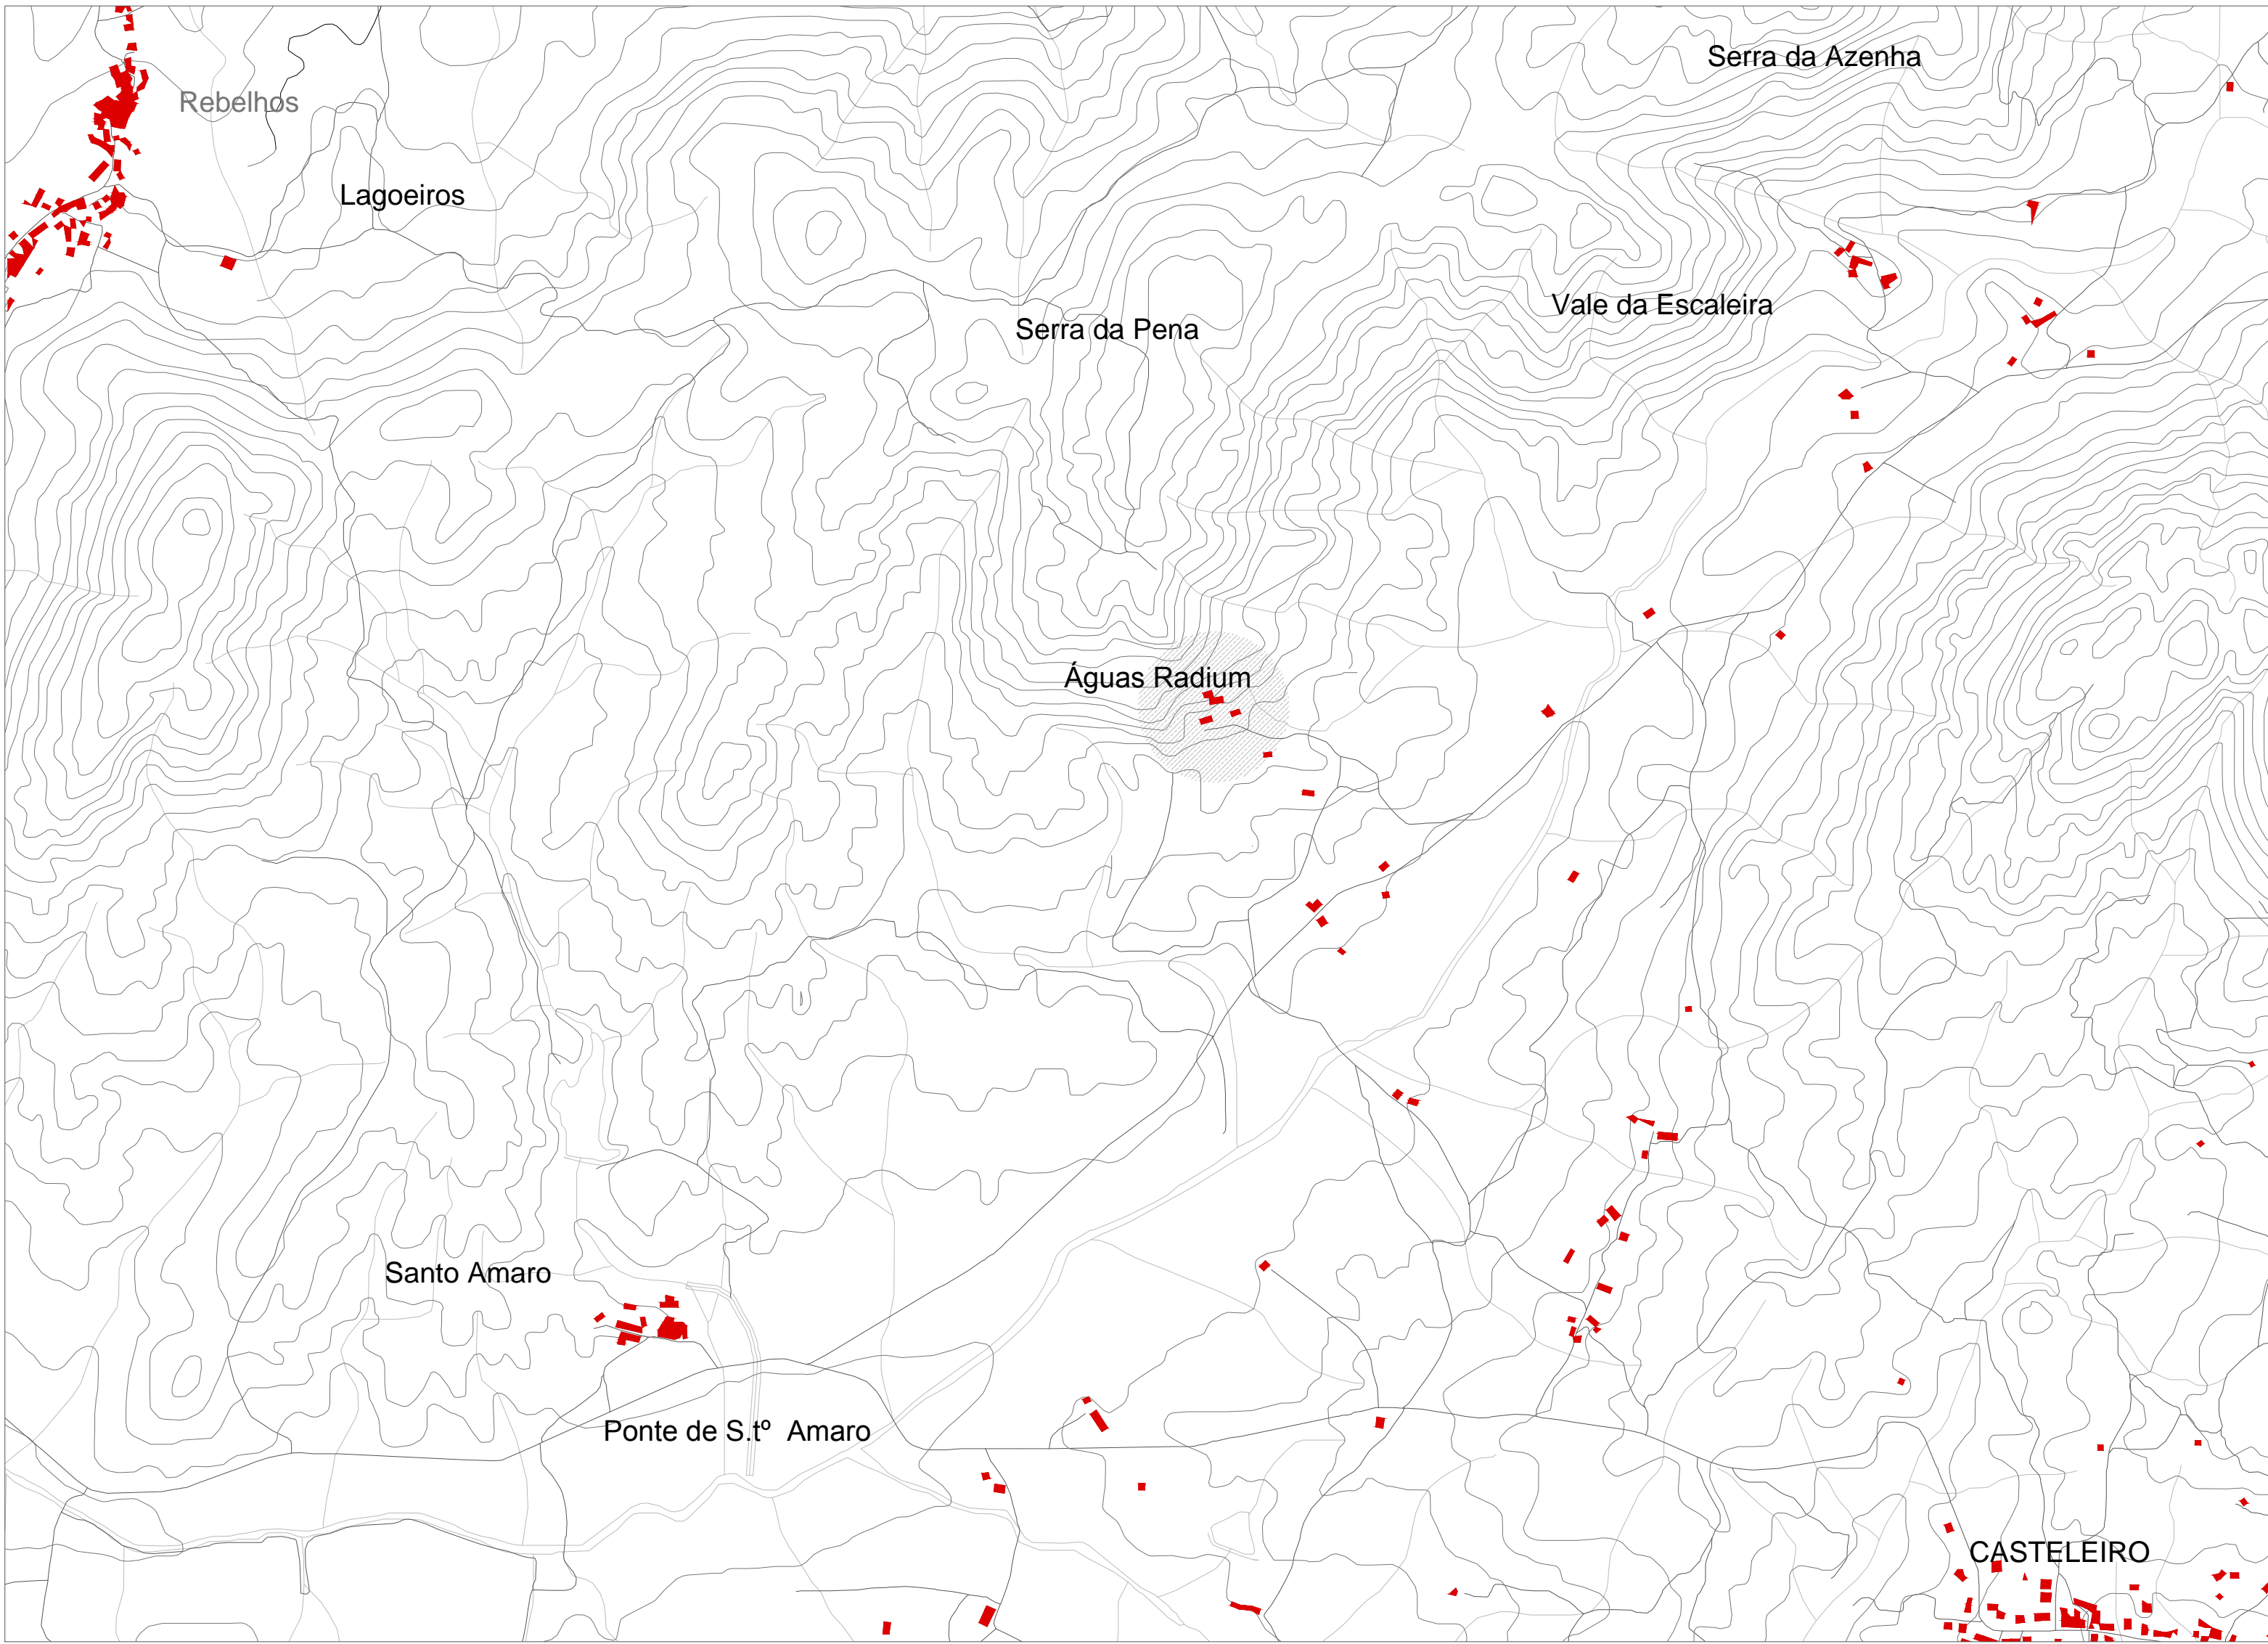 Serra da Azenha
Rebelhos
Lagoeiros
Vale da Escaleira
Serra da Pena
Águas Radium
Santo Amaro
Ponte de S.tº Amaro
CASTELEIRO